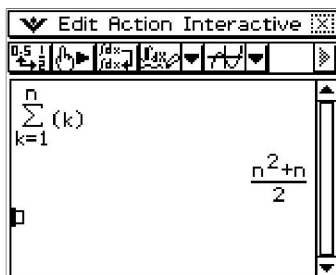 Edit Action Interactive
n
∑ (k)
k=1
n²+n
2